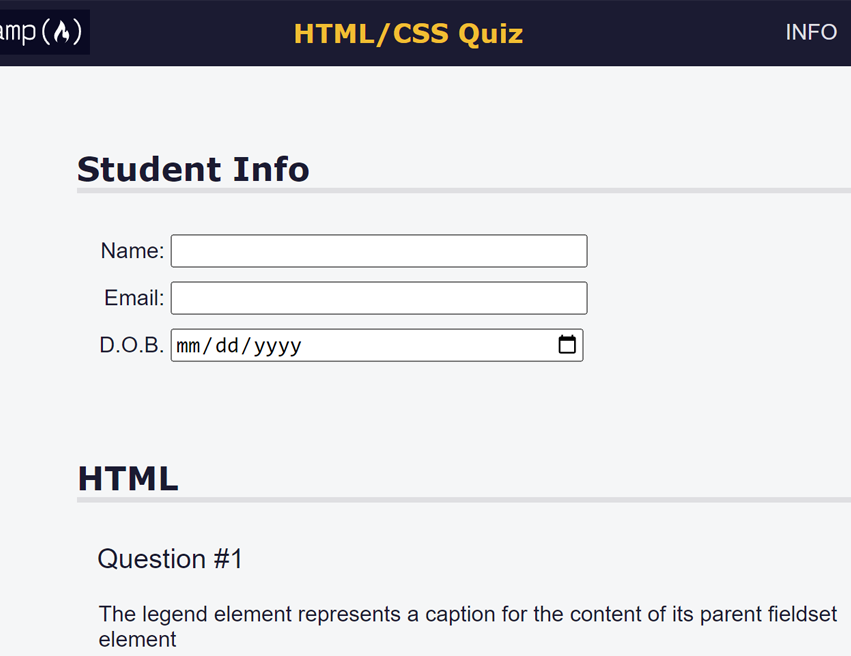 amp(
HTML/CSS Quiz
INFO
Student Info
Name:
Email:
D.O.B. mm/dd/yyyy
HTML
Question #1
The legend element represents a caption for the content of its parent fieldset
element